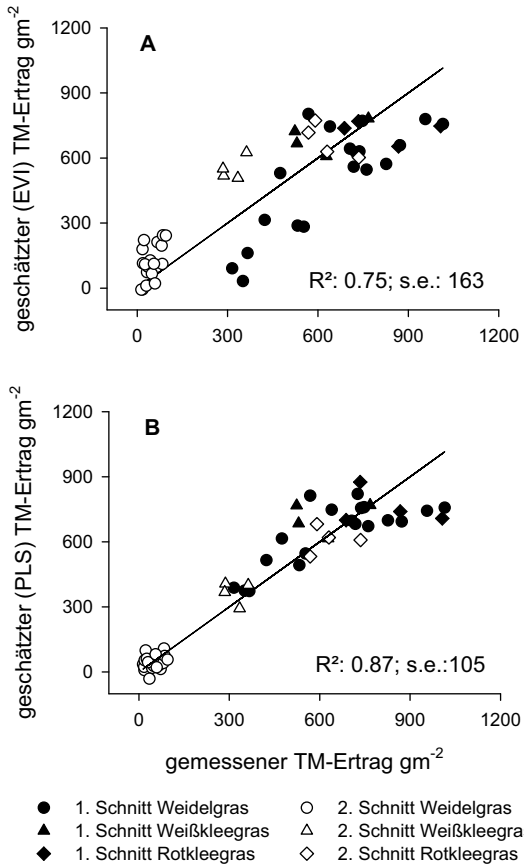 1200
900
600
300
0
geschätzter (EVI) TM-Ertrag gm⁻²
A
R²: 0.75; s.e.: 163
0 300 600 900 1200
1200
900
600
300
0
geschätzter (PLS) TM-Ertrag gm⁻²
B
R²: 0.87; s.e.:105
0 300 600 900 1200
gemessener TM-Ertrag gm⁻²
1. Schnitt Weidelgras
2. Schnitt Weidelgras
1. Schnitt Weißkleegras
2. Schnitt Weißkleegra
1. Schnitt Rotkleegras
2. Schnitt Rotkleegras